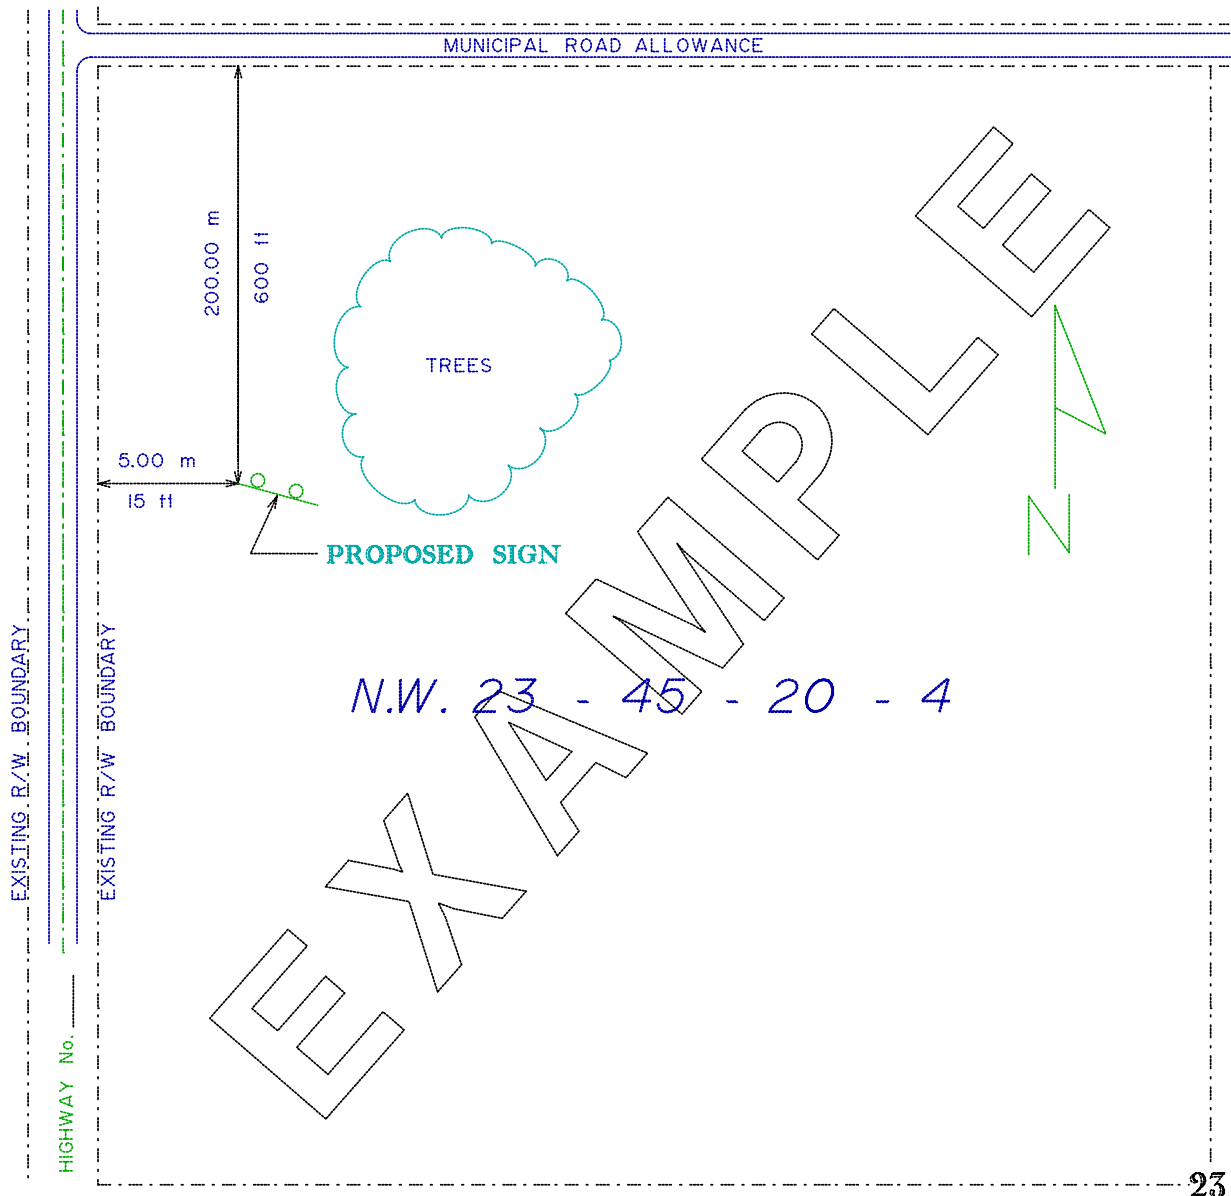 MUNICIPAL ROAD ALLOWANCE
200.00 m
600 ft
TREES
5.00 m
15 ft
PROPOSED SIGN
N
EXISTING R/W BOUNDARY
EXISTING R/W BOUNDARY
N.W. 23 - 45 - 20 - 4
EXAMPLE
HIGHWAY No. ___
23